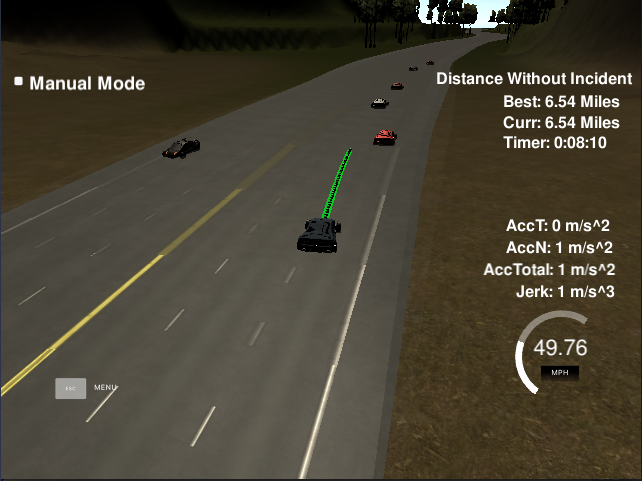 Manual Mode
Distance Without Incident
Best: 6.54 Miles
Curr: 6.54 Miles
Timer: 0:08:10
AccT: 0 m/s^2
AccN: 1 m/s^2
AccTotal: 1 m/s^2
Jerk: 1 m/s^3
49.76
MPH
ESC MENU